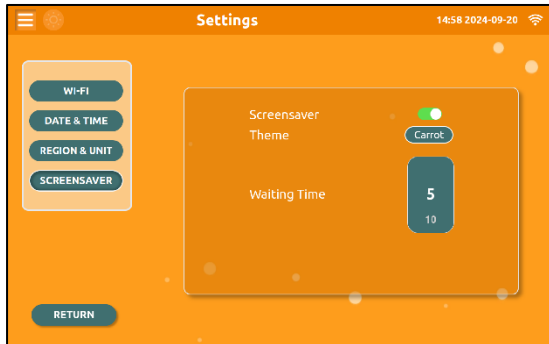 Settings
14:58 2024-09-20
WI-FI
DATE & TIME
REGION & UNIT
SCREENSAVER
Screensaver
Theme
Carrot
Waiting Time
5
10
RETURN